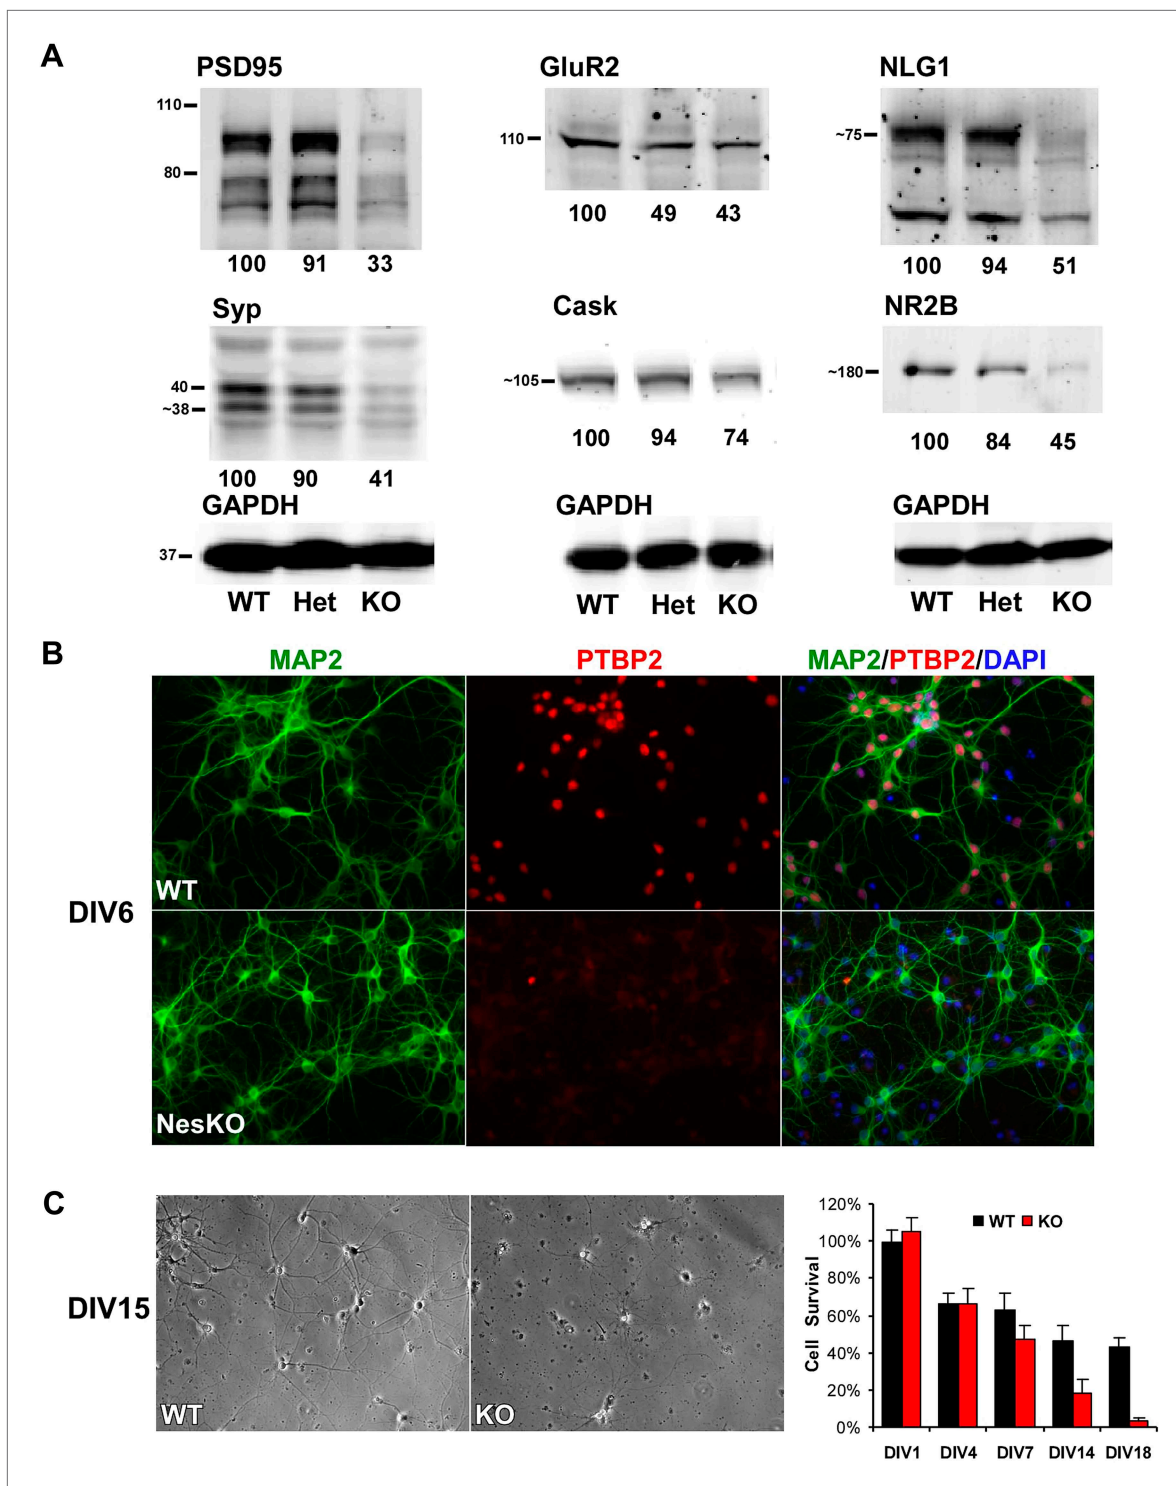 A
PSD95
GluR2
NLG1
110
80
110
~75
100 91 33
100 49 43
100 94 51
Syp
Cask
NR2B
40
~38
~105
~180
100 90 41
100 94 74
100 84 45
GAPDH
GAPDH
GAPDH
37
WT Het KO
WT Het KO
WT Het KO
B
MAP2
PTBP2
MAP2/PTBP2/DAPI
DIV6
WT
NesKO
C
DIV15
WT
KO
Cell Survival
120%
100%
80%
60%
40%
20%
0%
WT KO
DIV1 DIV4 DIV7 DIV14 DIV18